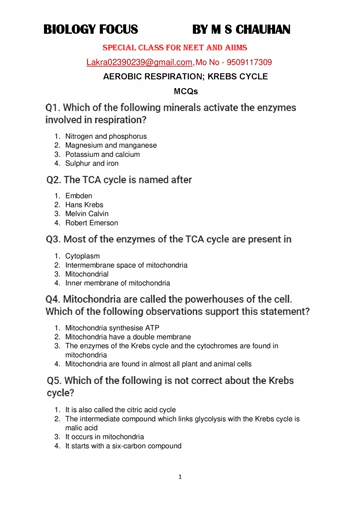 BIOLOGY FOCUS BY M S CHAUHAN
SPECIAL CLASS FOR NEET AND AIIMS
Lakra02390239@gmail.com,Mo No - 9509117309
AEROBIC RESPIRATION; KREBS CYCLE
MCQs
Q1. Which of the following minerals activate the enzymes
involved in respiration?
1. Nitrogen and phosphorus
2. Magnesium and manganese
3. Potassium and calcium
4. Sulphur and iron
Q2. The TCA cycle is named after
1. Embden
2. Hans Krebs
3. Melvin Calvin
4. Robert Emerson
Q3. Most of the enzymes of the TCA cycle are present in
1. Cytoplasm
2. Intermembrane space of mitochondria
3. Mitochondrial
4. Inner membrane of mitochondria
Q4. Mitochondria are called the powerhouses of the cell.
Which of the following observations support this statement?
1. Mitochondria synthesise ATP
2. Mitochondria have a double membrane
3. The enzymes of the Krebs cycle and the cytochromes are found in
mitochondria
4. Mitochondria are found in almost all plant and animal cells
Q5. Which of the following is not correct about the Krebs
cycle?
1. It is also called the citric acid cycle
2. The intermediate compound which links glycolysis with the Krebs cycle is
malic acid
3. It occurs in mitochondria
4. It starts with a six-carbon compound
1